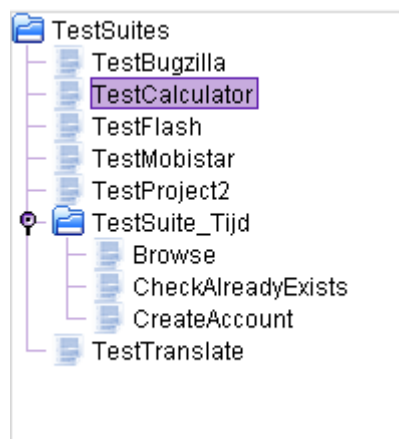 TestSuites
TestBugzilla
TestCalculator
TestFlash
TestMobistar
TestProject2
TestSuite_Tijd
Browse
CheckAlreadyExists
CreateAccount
TestTranslate